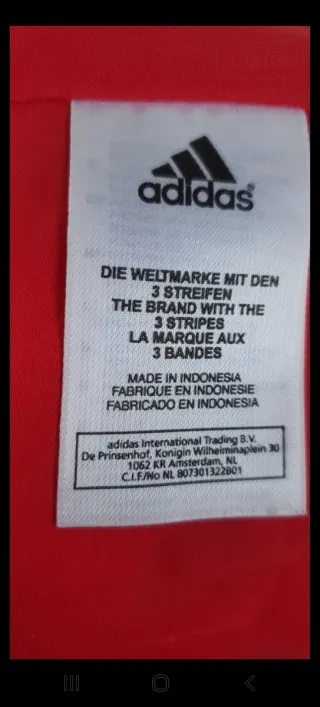 adidas®
DIE WELTMARKE MIT DEN
3 STREIFEN
THE BRAND WITH THE
3 STRIPES
LA MARQUE AUX
3 BANDES
MADE IN INDONESIA
FABRIQUE EN INDONESIE
FABRICADO EN INDONESIA
adidas International Trading B.V.
De Prinsenhof, Konigin Wilheiminaplein 30
1062 KR Amsterdam, NL
C.I.F/No NL 807301322B01